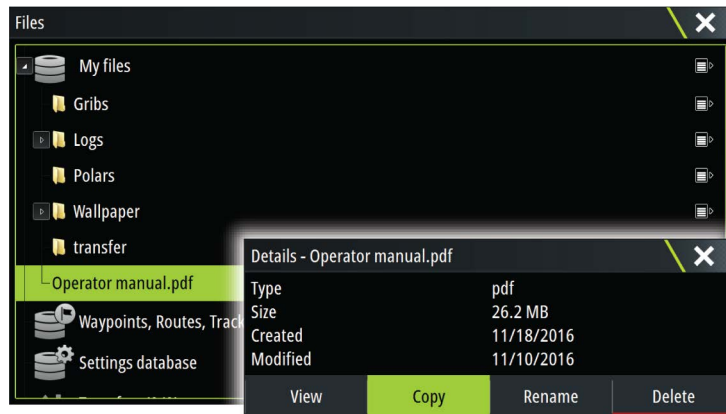 Files
My files
Gribs
Logs
Polars
Wallpaper
transfer
Operator manual.pdf
Waypoints, Routes, Track
Settings database
Details - Operator manual.pdf
Type pdf
Size 26.2 MB
Created 11/18/2016
Modified 11/10/2016
View Copy Rename Delete